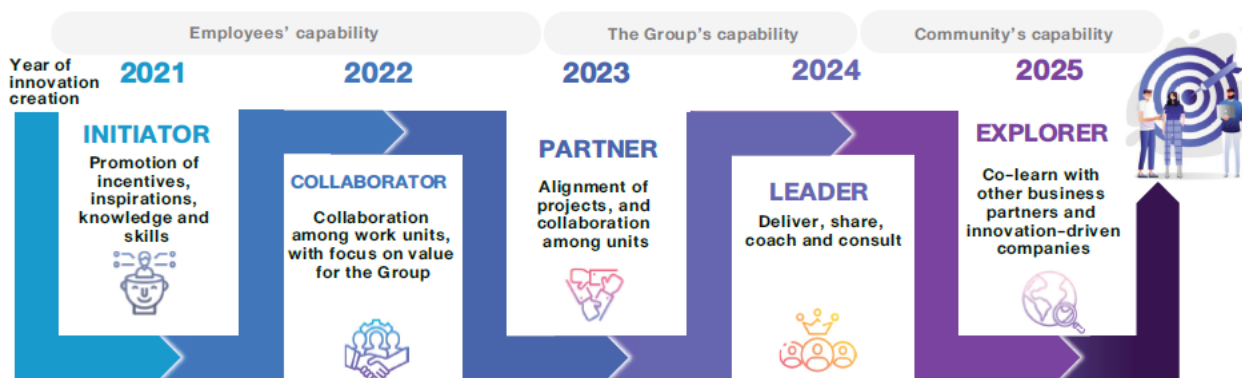 Employees' capability
The Group's capability
Community's capability
Year of
innovation
creation
2021
2022
2023
2024
2025
INITIATOR
Promotion of
incentives,
inspirations,
knowledge and
skills
COLLABORATOR
Collaboration
among work units,
with focus on value
for the Group
PARTNER
Alignment of
projects, and
collaboration
among units
LEADER
Deliver, share,
coach and consult
EXPLORER
Co-learn with
other business
partners and
innovation-driven
companies